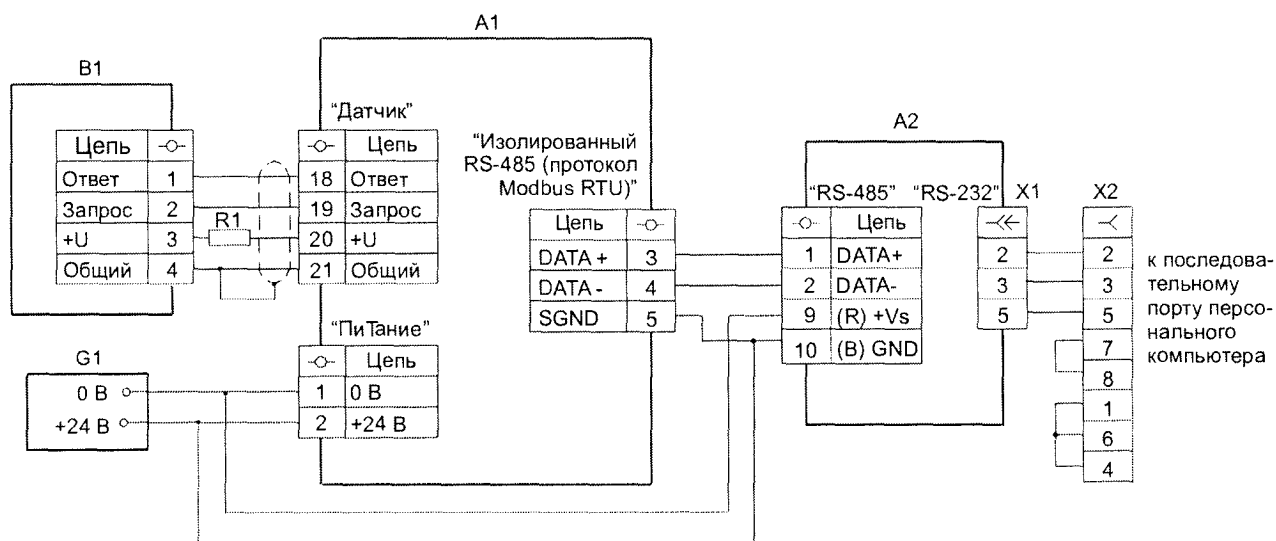 A1
B1
"Датчик"
Цепь
Ответ 1
Запрос 2
+U 3
Общий 4
R1
Цепь
18 Ответ
19 Запрос
20 +U
21 Общий
"ПиТание"
Цепь
1 0 В
2 +24 В
G1
0 В
+24 В
"Изолированный
RS-485 (протокол
Modbus RTU)"
Цепь
DATA + 3
DATA - 4
SGND 5
A2
"RS-485" "RS-232"
Цепь
1 DATA+
2 DATA-
9 (R) +Vs
10 (B) GND
X1
2
3
5
X2
2
3
5
7
8
1
6
4
к последова-
тельному
порту персо-
нального
компьютера